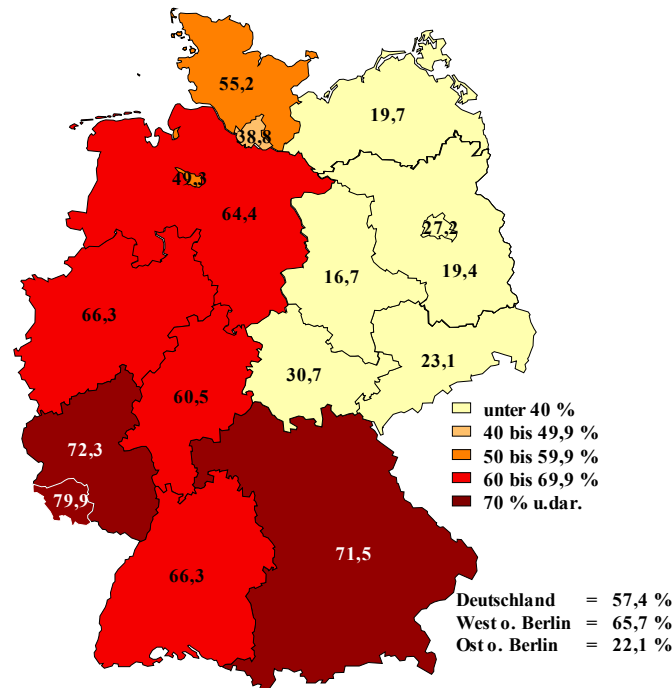 55,2
19,7
38,8
2
49,3
27,2
64,4
16,7
19,4
66,3
23,1
30,7
60,5
unter 40 %
40 bis 49,9 %
72,3
50 bis 59,9 %
60 bis 69,9 %
79,9
70 % u.dar.
71,5
66,3
Deutschland = 57,4 %
West o. Berlin = 65,7 %
Ost o. Berlin = 22,1 %